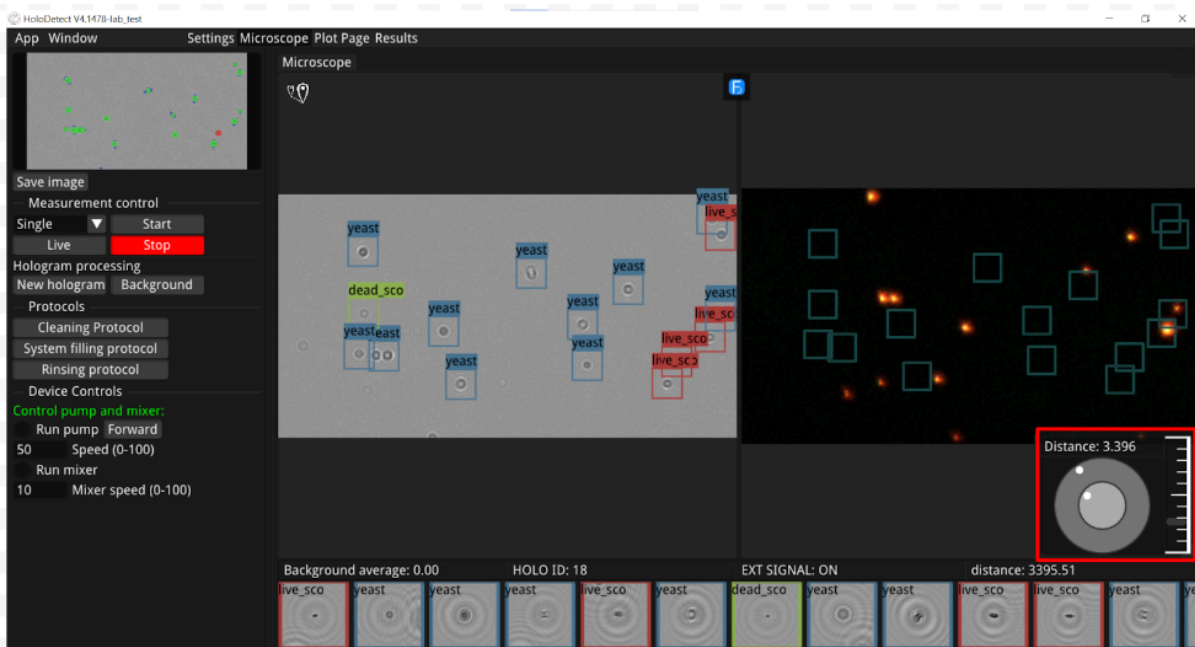 HoloDetect V4.1478-lab_test
App Window Settings Microscope Plot Page Results
Microscope
Save image
Measurement control
Single Start
Live Stop
Hologram processing
New hologram Background
Protocols
Cleaning Protocol
System filling protocol
Rinsing protocol
Device Controls
Control pump and mixer:
Run pump Forward
50 Speed (0-100)
Run mixer
10 Mixer speed (0-100)
yeast
live_s
yeast
yeast
yeast
dead_sco
yeast
yeast
yeast
live_sc
yeast
east
yeast
live_sco
yeast
live_sco
Distance: 3.396
Background average: 0.00 HOLO ID: 18 EXT SIGNAL: ON distance: 3395.51
live_sco yeast yeast yeast live_sco yeast dead_sco yeast yeast live_sco live_sco yeast ye